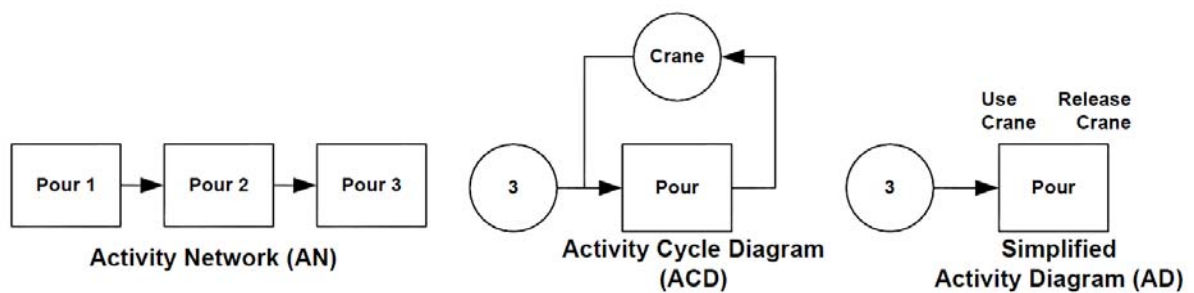 Pour 1
Pour 2
Pour 3
Activity Network (AN)
Crane
3
Pour
Activity Cycle Diagram
(ACD)
Use
Crane
Release
Crane
3
Pour
Simplified
Activity Diagram (AD)